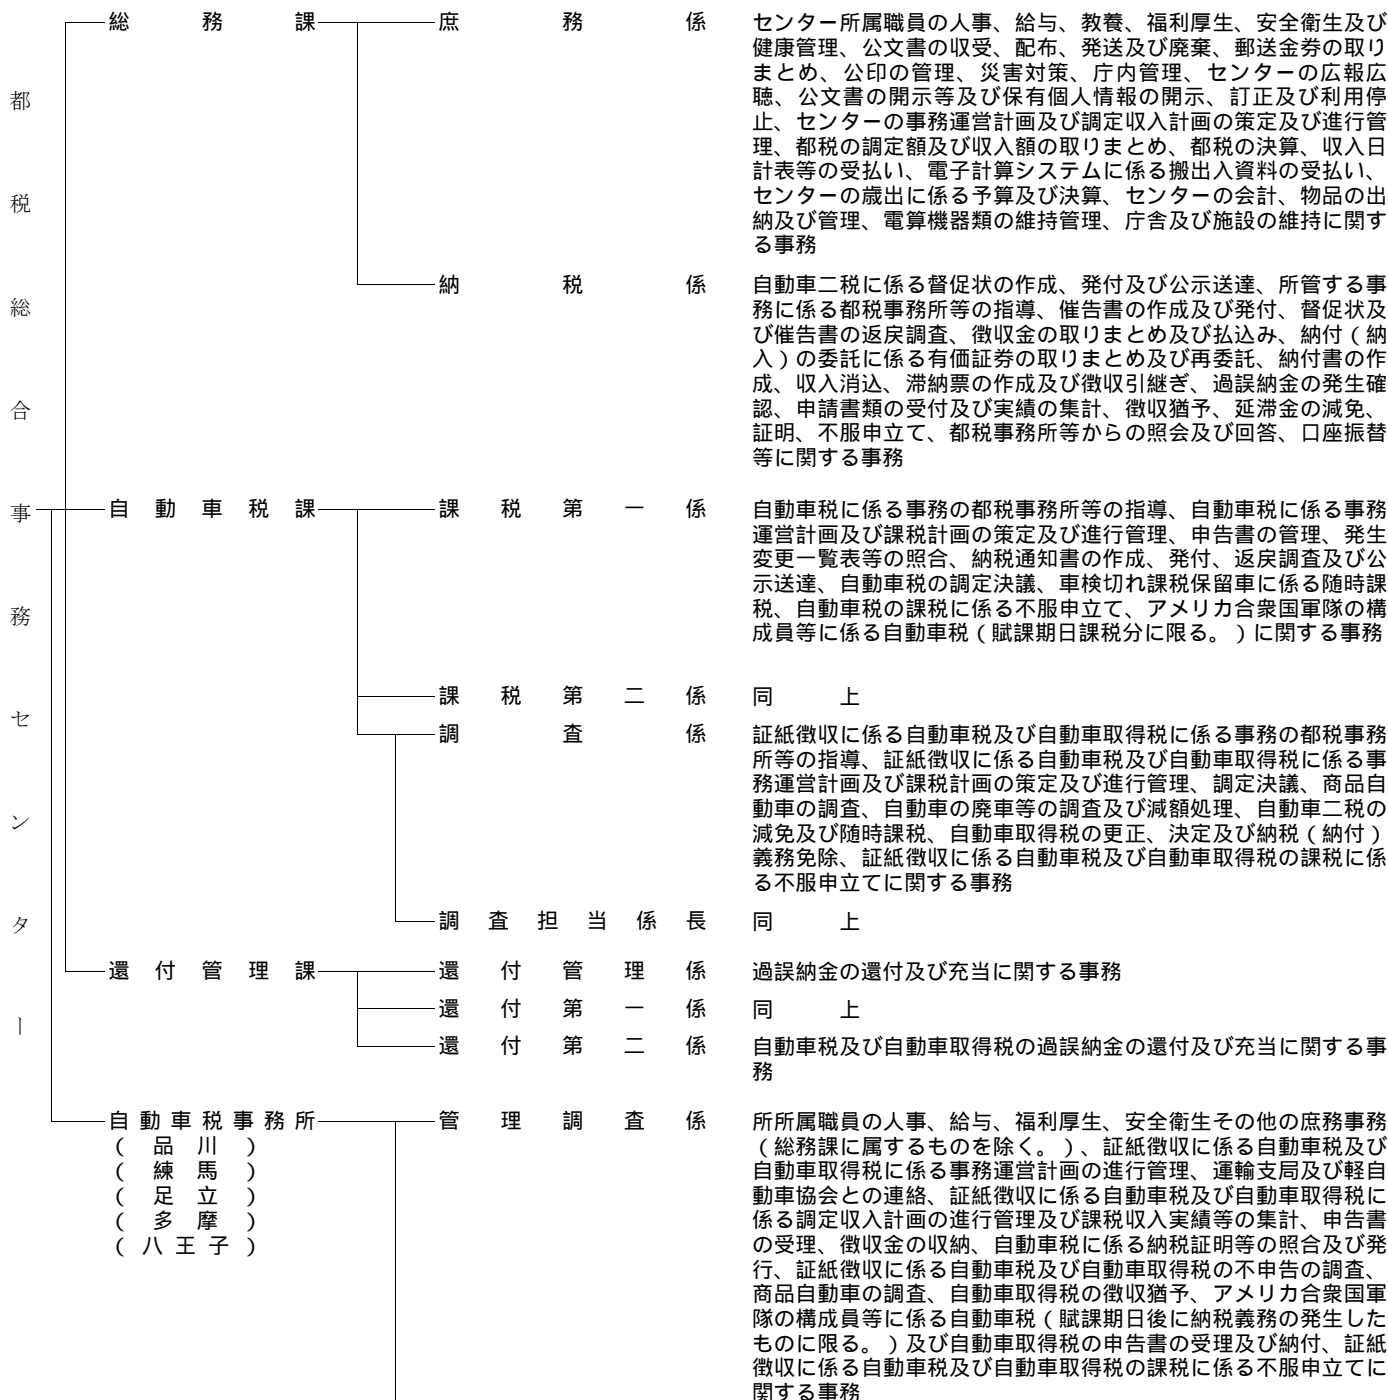 都税総合事務センター
総務課
庶務係
センター所属職員の人事、給与、教養、福利厚生、安全衛生及び
健康管理、公文書の収受、配布、発送及び廃棄、郵送金券の取り
まとめ、公印の管理、災害対策、庁内管理、センターの広報広
聴、公文書の開示等及び保有個人情報の開示、訂正及び利用停
止、センターの事務運営計画及び調定収入計画の策定及び進行管
理、都税の調定額及び収入額の取りまとめ、都税の決算、収入日
計表等の受払い、電子計算システムに係る搬出入資料の受払い、
センターの歳出に係る予算及び決算、センターの会計、物品の出
納及び管理、電算機器類の維持管理、庁舎及び施設の維持に関す
る事務
納税係
自動車二税に係る督促状の作成、発付及び公示送達、所管する事
務に係る都税事務所等の指導、催告書の作成及び発付、督促状及
び催告書の返戻調査、徴収金の取りまとめ及び払込み、納付（納
入）の委託に係る有価証券の取りまとめ及び再委託、納付書の作
成、収入消込、滞納票の作成及び徴収引継ぎ、過誤納金の発生確
認、申請書類の受付及び実績の集計、徴収猶予、延滞金の減免、
証明、不服申立て、都税事務所等からの照会及び回答、口座振替
等に関する事務
自動車税課
課税第一係
自動車税に係る事務の都税事務所等の指導、自動車税に係る事務
運営計画及び課税計画の策定及び進行管理、申告書の管理、発生
変更一覧表等の照合、納税通知書の作成、発付、返戻調査及び公
示送達、自動車税の調定決議、車検切れ課税保留車に係る随時課
税、自動車税の課税に係る不服申立て、アメリカ合衆国軍隊の構
成員等に係る自動車税（賦課期日課税分に限る。）に関する事務
課税第二係
同上
調査係
証紙徴収に係る自動車税及び自動車取得税に係る事務の都税事務
所等の指導、証紙徴収に係る自動車税及び自動車取得税に係る事
務運営計画及び課税計画の策定及び進行管理、調定決議、商品自
動車の調査、自動車の廃車等の調査及び減額処理、自動車二税の
減免及び随時課税、自動車取得税の更正、決定及び納税（納付）
義務免除、証紙徴収に係る自動車税及び自動車取得税の課税に係
る不服申立てに関する事務
調査担当係長
同上
還付管理課
還付管理係
過誤納金の還付及び充当に関する事務
還付第一係
同上
還付第二係
自動車税及び自動車取得税の過誤納金の還付及び充当に関する事
務
自動車税事務所
（品川）
（練馬）
（足立）
（多摩）
（八王子）
管理調査係
所所属職員の人事、給与、福利厚生、安全衛生その他の庶務事務
（総務課に属するものを除く。）、証紙徴収に係る自動車税及び
自動車取得税に係る事務運営計画の進行管理、運輸支局及び軽自
動車協会との連絡、証紙徴収に係る自動車税及び自動車取得税に
係る調定収入計画の進行管理及び課税収入実績等の集計、申告書
の受理、徴収金の収納、自動車税に係る納税証明等の照合及び発
行、証紙徴収に係る自動車税及び自動車取得税の不申告の調査、
商品自動車の調査、自動車取得税の徴収猶予、アメリカ合衆国軍
隊の構成員等に係る自動車税（賦課期日後に納税義務の発生した
ものに限る。）及び自動車取得税の申告書の受理及び納付、証紙
徴収に係る自動車税及び自動車取得税の課税に係る不服申立てに
関する事務